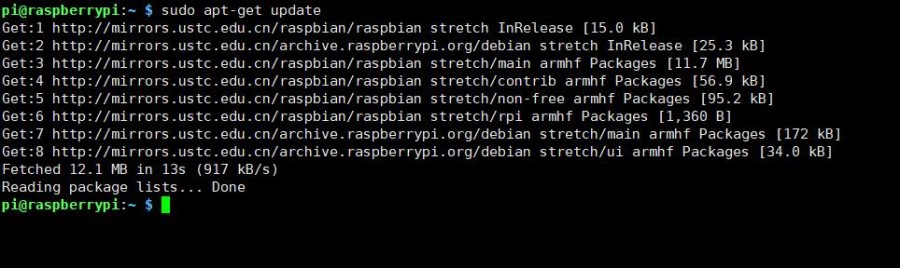 pi@raspberrypi:~ $ sudo apt-get update
Get:1 http://mirrors.ustc.edu.cn/raspbian/raspbian stretch InRelease [15.0 kB]
Get:2 http://mirrors.ustc.edu.cn/archive.raspberrypi.org/debian stretch InRelease [25.3 kB]
Get:3 http://mirrors.ustc.edu.cn/raspbian/raspbian stretch/main armhf Packages [11.7 MB]
Get:4 http://mirrors.ustc.edu.cn/raspbian/raspbian stretch/contrib armhf Packages [56.9 kB]
Get:5 http://mirrors.ustc.edu.cn/raspbian/raspbian stretch/non-free armhf Packages [95.2 kB]
Get:6 http://mirrors.ustc.edu.cn/raspbian/raspbian stretch/rpi armhf Packages [1,360 B]
Get:7 http://mirrors.ustc.edu.cn/archive.raspberrypi.org/debian stretch/main armhf Packages [172 kB]
Get:8 http://mirrors.ustc.edu.cn/archive.raspberrypi.org/debian stretch/ui armhf Packages [34.0 kB]
Fetched 12.1 MB in 13s (917 kB/s)
Reading package lists... Done
pi@raspberrypi:~ $